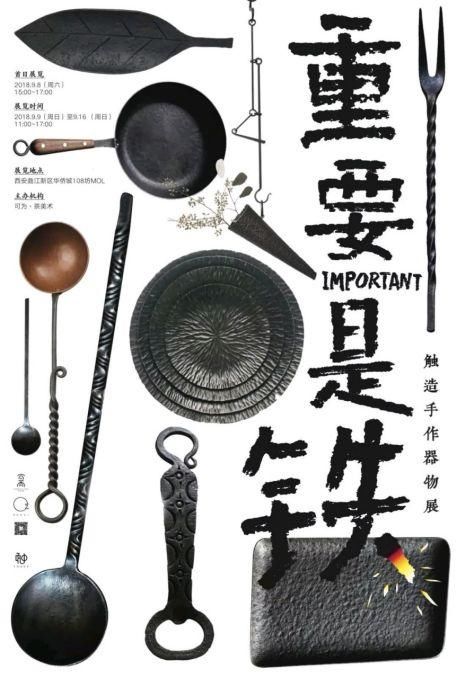 首日展览
2018.9.8（周六）
15:00~17:00
展览时间
2018.9.9（周日）至9.16 （周日）
11:00~17:00
展览地点
西安曲江新区华侨城108坊MOL
主办机构
可为·茶美术
重
要
IMPORTANT
是
铁
触造手作器物展